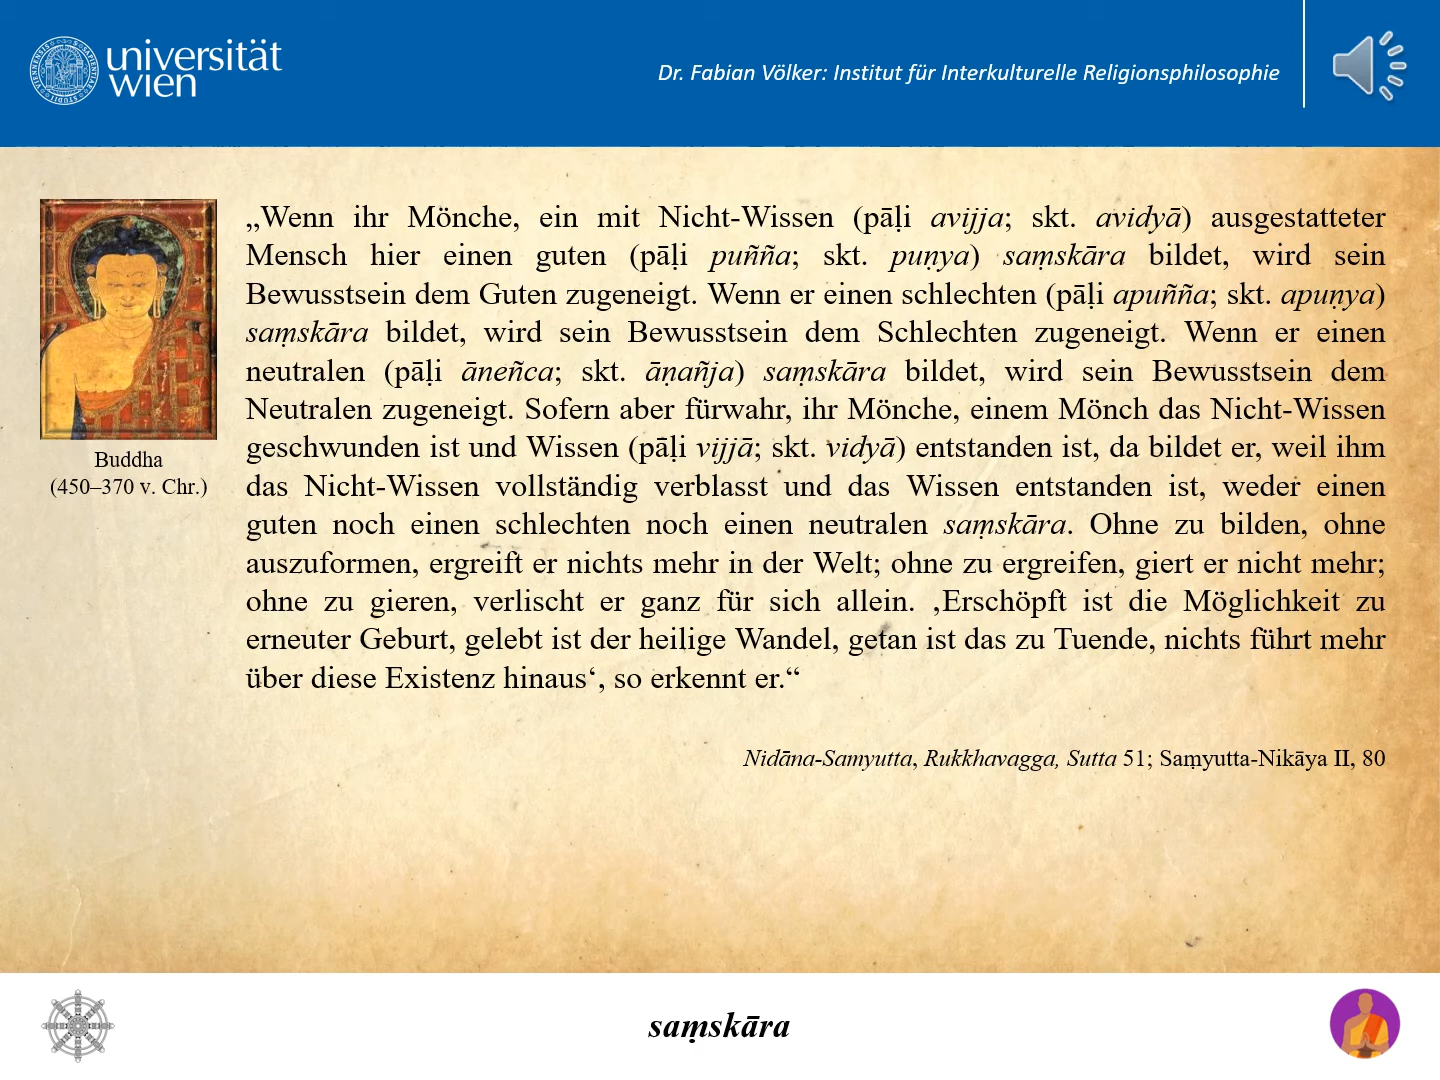 universität
wien
Dr. Fabian Völker: Institut für Interkulturelle Religionsphilosophie
„Wenn ihr Mönche, ein mit Nicht-Wissen (pāḷi avijja; skt. avidyā) ausgestatteter
Mensch hier einen guten (pāḷi puñña; skt. puṇya) saṃskāra bildet, wird sein
Bewusstsein dem Guten zugeneigt. Wenn er einen schlechten (pāḷi apuñña; skt. apuṇya)
saṃskāra bildet, wird sein Bewusstsein dem Schlechten zugeneigt. Wenn er einen
neutralen (pāḷi āneñca; skt. āṇañja) saṃskāra bildet, wird sein Bewusstsein dem
Neutralen zugeneigt. Sofern aber fürwahr, ihr Mönche, einem Mönch das Nicht-Wissen
geschwunden ist und Wissen (pāḷi vijjā; skt. vidyā) entstanden ist, da bildet er, weil ihm
das Nicht-Wissen vollständig verblasst und das Wissen entstanden ist, weder einen
guten noch einen schlechten noch einen neutralen saṃskāra. Ohne zu bilden, ohne
auszuformen, ergreift er nichts mehr in der Welt; ohne zu ergreifen, giert er nicht mehr;
ohne zu gieren, verlischt er ganz für sich allein. ‚Erschöpft ist die Möglichkeit zu
erneuter Geburt, gelebt ist der heilige Wandel, getan ist das zu Tuende, nichts führt mehr
über diese Existenz hinaus‘, so erkennt er.“
Buddha
(450–370 v. Chr.)
Nidāna-Samyutta, Rukkhavagga, Sutta 51; Saṃyutta-Nikāya II, 80
saṃskāra